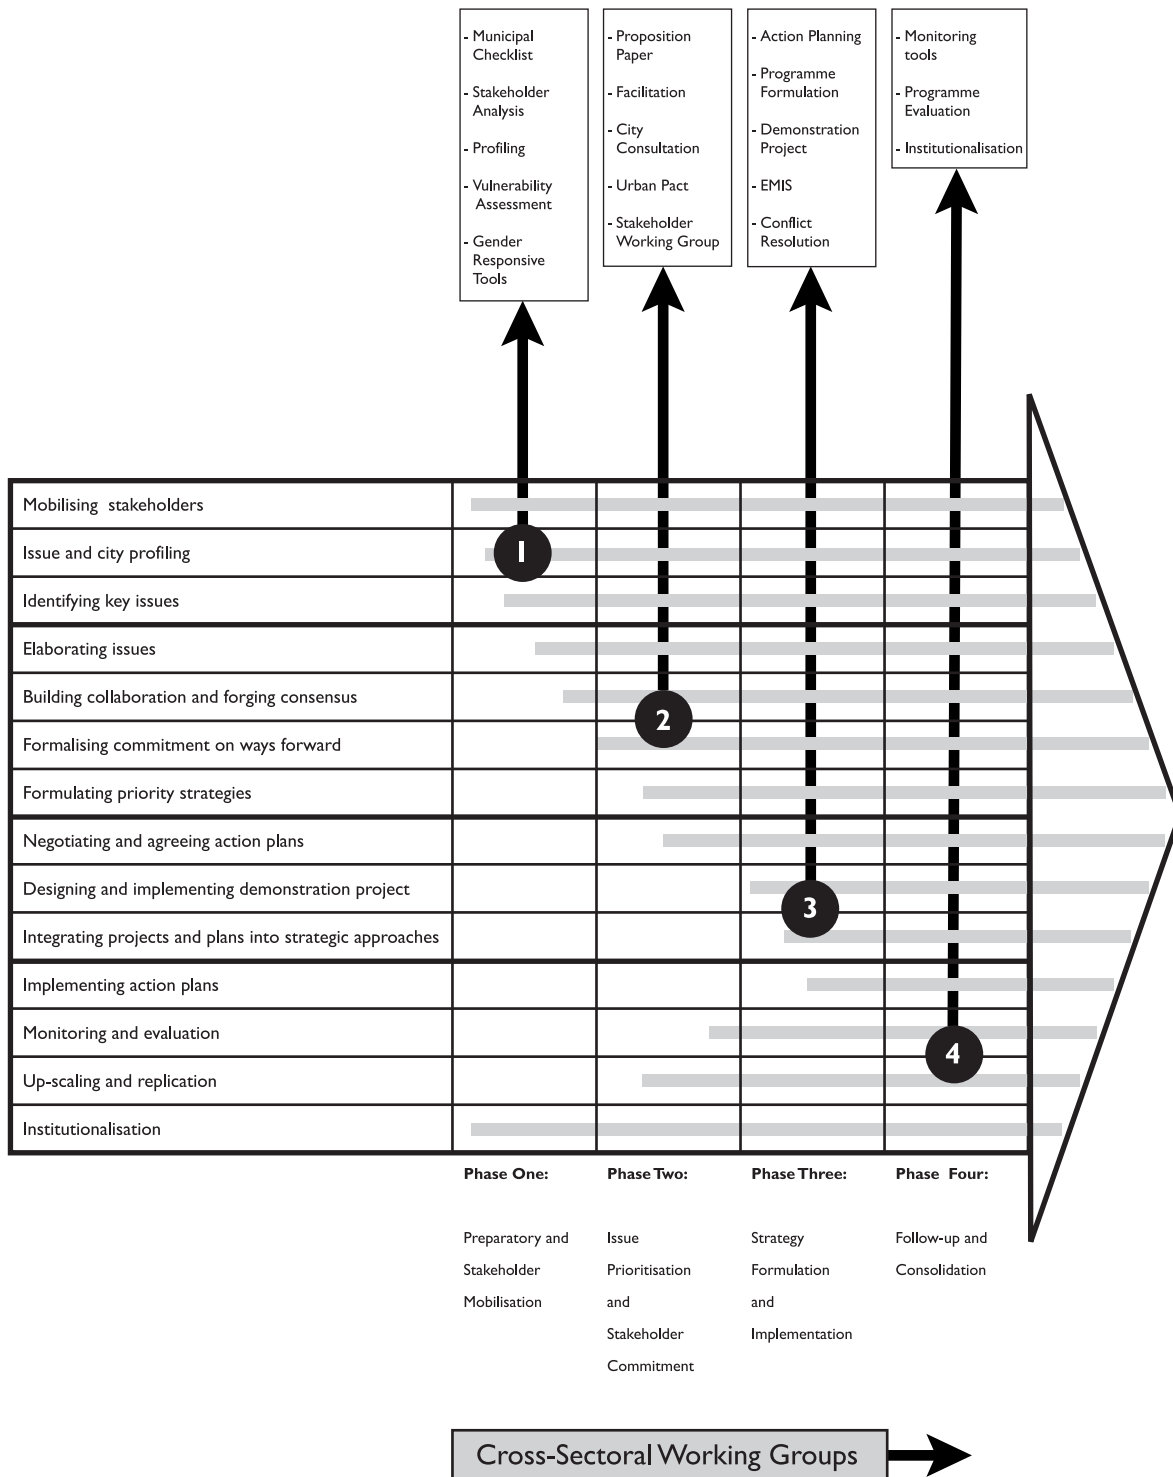 - Municipal
Checklist
- Stakeholder
Analysis
- Profiling
- Vulnerability
Assessment
- Gender
Responsive
Tools
- Proposition
Paper
- Facilitation
- City
Consultation
- Urban Pact
- Stakeholder
Working Group
- Action Planning
- Programme
Formulation
- Demonstration
Project
- EMIS
- Conflict
Resolution
- Monitoring
tools
- Programme
Evaluation
- Institutionalisation
Mobilising stakeholders
Issue and city profiling
1
Identifying key issues
Elaborating issues
Building collaboration and forging consensus
2
Formalising commitment on ways forward
Formulating priority strategies
Negotiating and agreeing action plans
Designing and implementing demonstration project
3
Integrating projects and plans into strategic approaches
Implementing action plans
Monitoring and evaluation
4
Up-scaling and replication
Institutionalisation
Phase One:
Preparatory and
Stakeholder
Mobilisation
Phase Two:
Issue
Prioritisation
and
Stakeholder
Commitment
Phase Three:
Strategy
Formulation
and
Implementation
Phase Four:
Follow-up and
Consolidation
Cross-Sectoral Working Groups